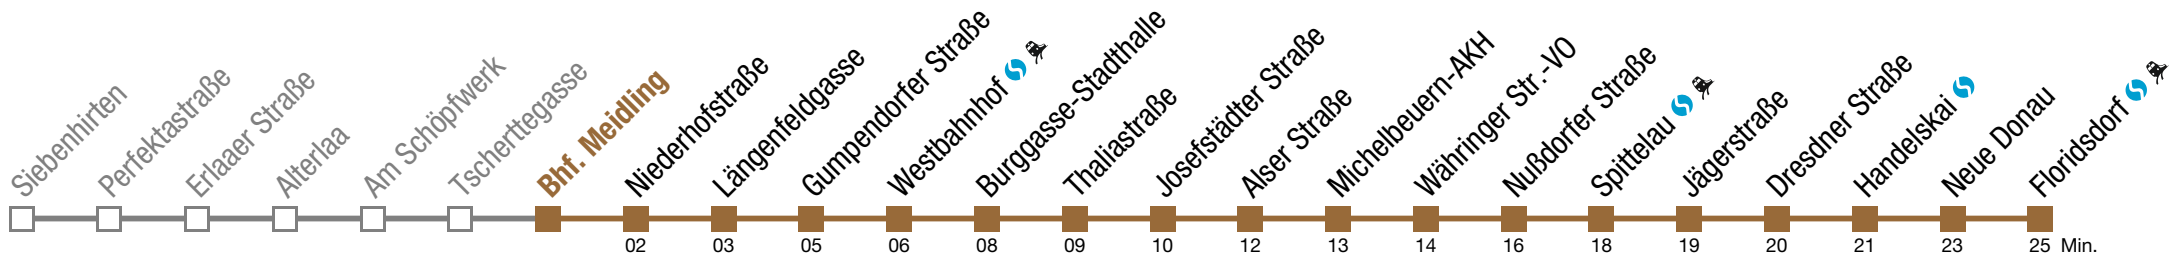 Siebenhirten
Perfektastraße
Erlaaer Straße
Alterlaa
Am Schöpfwerk
Tscherttegasse
Bhf. Meidling
Niederhofstraße
Längenfeldgasse
Gumpendorfer Straße
Westbahnhof
Burggasse-Stadthalle
Thaliastraße
Josefstädter Straße
Alser Straße
Michelbeuern-AKH
Währinger Str.-VO
Nußdorfer Straße
Spittelau
Jägerstraße
Dresdner Straße
Handelskai
Neue Donau
Floridsdorf
02 03 05 06 08 09 10 12 13 14 16 18 19 20 21 23 25 Min.